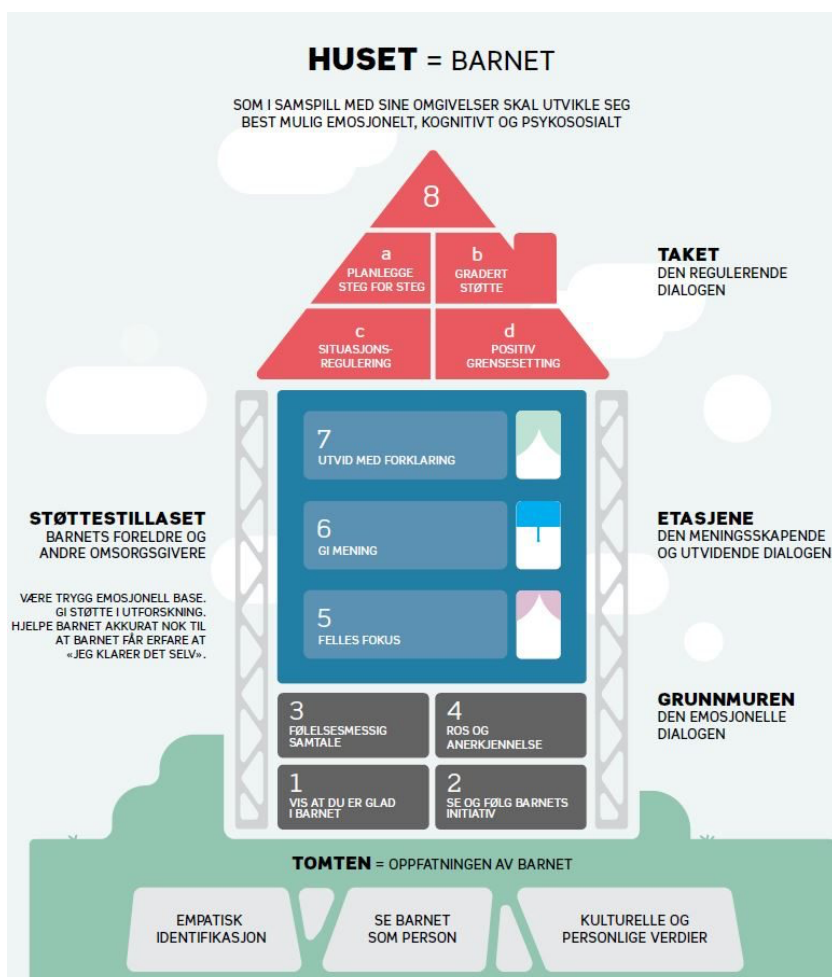 HUSET = BARNET
SOM I SAMSPILL MED SINE OMGIVELSER SKAL UTVIKLE SEG
BEST MULIG EMOSJONELT, KOGNITIVT OG PSYKOSOSIALT
8
a
PLANLEGGE
STEG FOR STEG
b
GRADERT
STØTTE
c
SITUASJONS-
REGULERING
d
POSITIV
GRENSESETTING
TAKET
DEN REGULERENDE
DIALOGEN
7
UTVID MED FORKLARING
6
GI MENING
5
FELLES FOKUS
STØTTESTILLASET
BARNETS FORELDRE OG
ANDRE OMSORGSGIVERE
VÆRE TRYGG EMOSJONELL BASE.
GI STØTTE I UTFORSKNING.
HJELPE BARNET AKKURAT NOK TIL
AT BARNET FÅR ERFARE AT
«JEG KLARER DET SELV».
ETASJENE
DEN MENINGSSKAPENDE
OG UTVIDENDE DIALOGEN
3
FØLELSESMESSIG
SAMTALE
4
ROS OG
ANERKJENNELSE
1
VIS AT DU ER GLAD
I BARNET
2
SE OG FØLG BARNETS
INITIATIV
GRUNNMUREN
DEN EMOSJONELLE
DIALOGEN
TOMTEN = OPPFATNINGEN AV BARNET
EMPATISK
IDENTIFIKASJON
SE BARNET
SOM PERSON
KULTURELLE OG
PERSONLIGE VERDIER